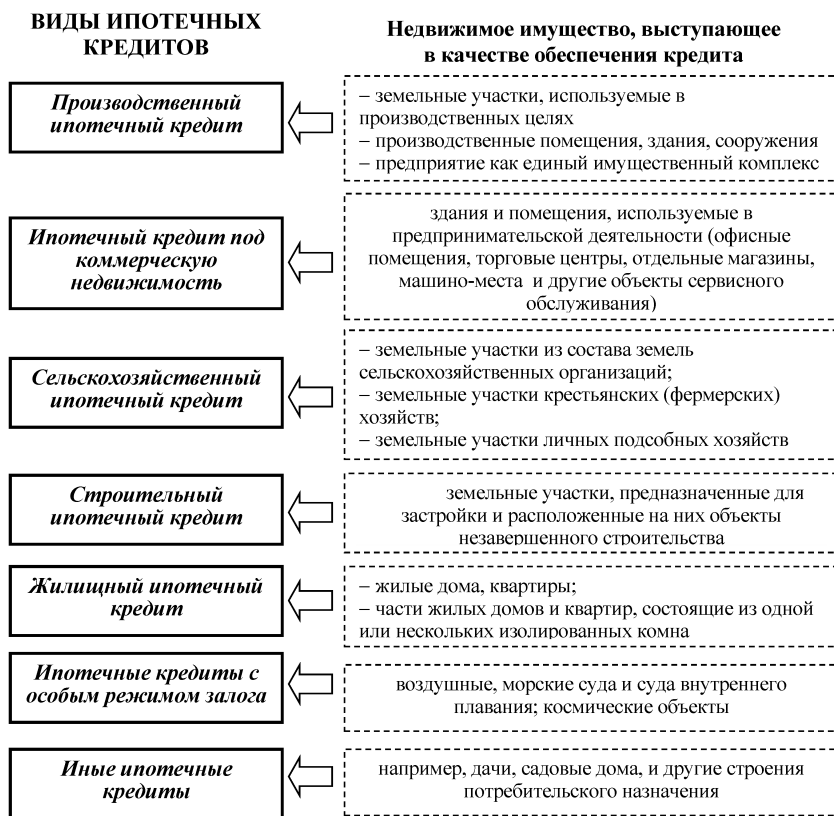 ВИДЫ ИПОТЕЧНЫХ
КРЕДИТОВ
Недвижимое имущество, выступающее
в качестве обеспечения кредита
Производственный
ипотечный кредит
– земельные участки, используемые в
производственных целях
– производственные помещения, здания, сооружения
– предприятие как единый имущественный комплекс
Ипотечный кредит под
коммерческую
недвижимость
здания и помещения, используемые в
предпринимательской деятельности (офисные
помещения, торговые центры, отдельные магазины,
машино-места и другие объекты сервисного
обслуживания)
Сельскохозяйственный
ипотечный кредит
– земельные участки из состава земель
сельскохозяйственных организаций;
– земельные участки крестьянских (фермерских)
хозяйств;
– земельные участки личных подсобных хозяйств
Строительный
ипотечный кредит
земельные участки, предназначенные для
застройки и расположенные на них объекты
незавершенного строительства
Жилищный ипотечный
кредит
– жилые дома, квартиры;
– части жилых домов и квартир, состоящие из одной
или нескольких изолированных комна
Ипотечные кредиты с
особым режимом залога
воздушные, морские суда и суда внутреннего
плавания; космические объекты
Иные ипотечные
кредиты
например, дачи, садовые дома, и другие строения
потребительского назначения